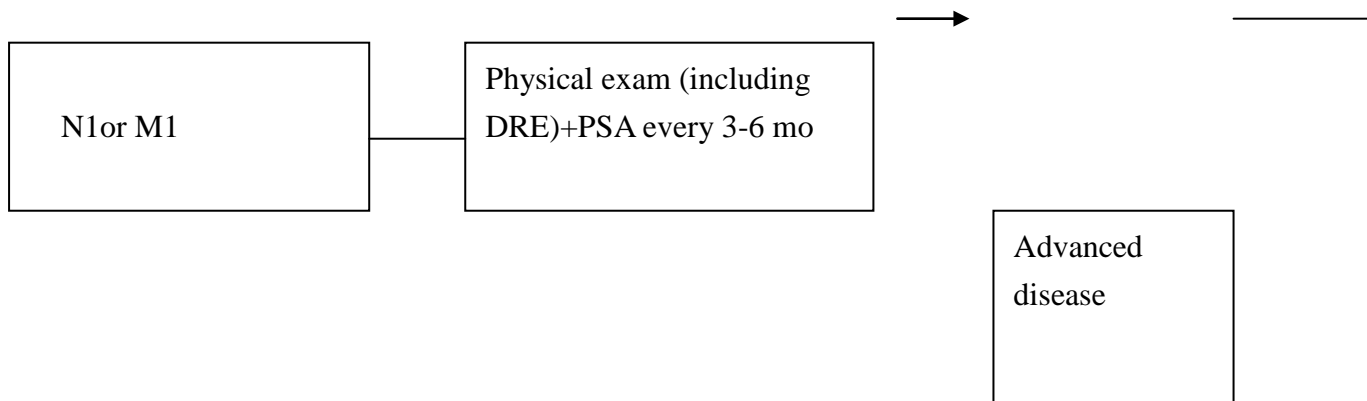 N1or M1
Physical exam (including
DRE)+PSA every 3-6 mo
Advanced
disease